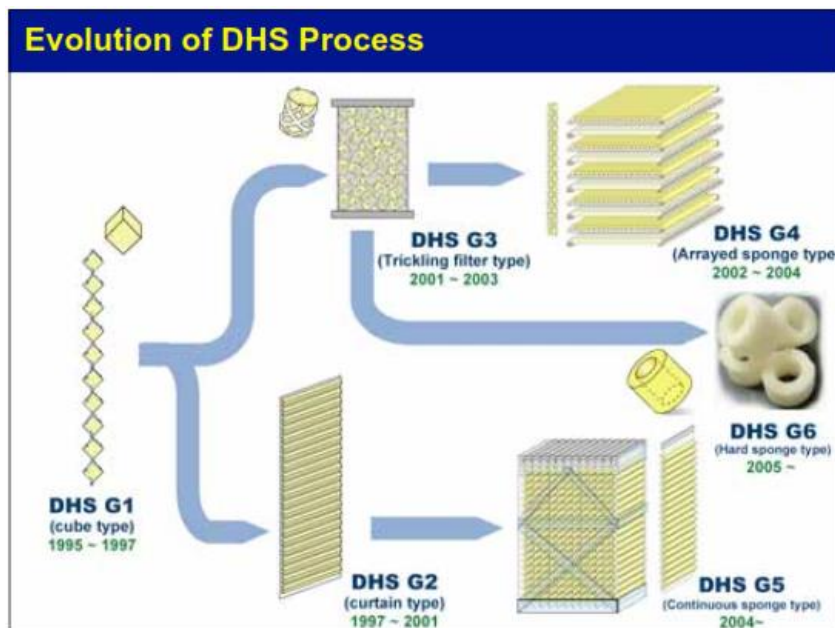 Evolution of DHS Process
DHS G3
(Trickling filter type)
2001 ~ 2003
DHS G4
(Arrayed sponge type)
2002 ~ 2004
DHS G6
(Hard sponge type)
2005 ~
DHS G1
(cube type)
1995 ~ 1997
DHS G2
(curtain type)
1997 ~ 2001
DHS G5
(Continuous sponge type)
2004~